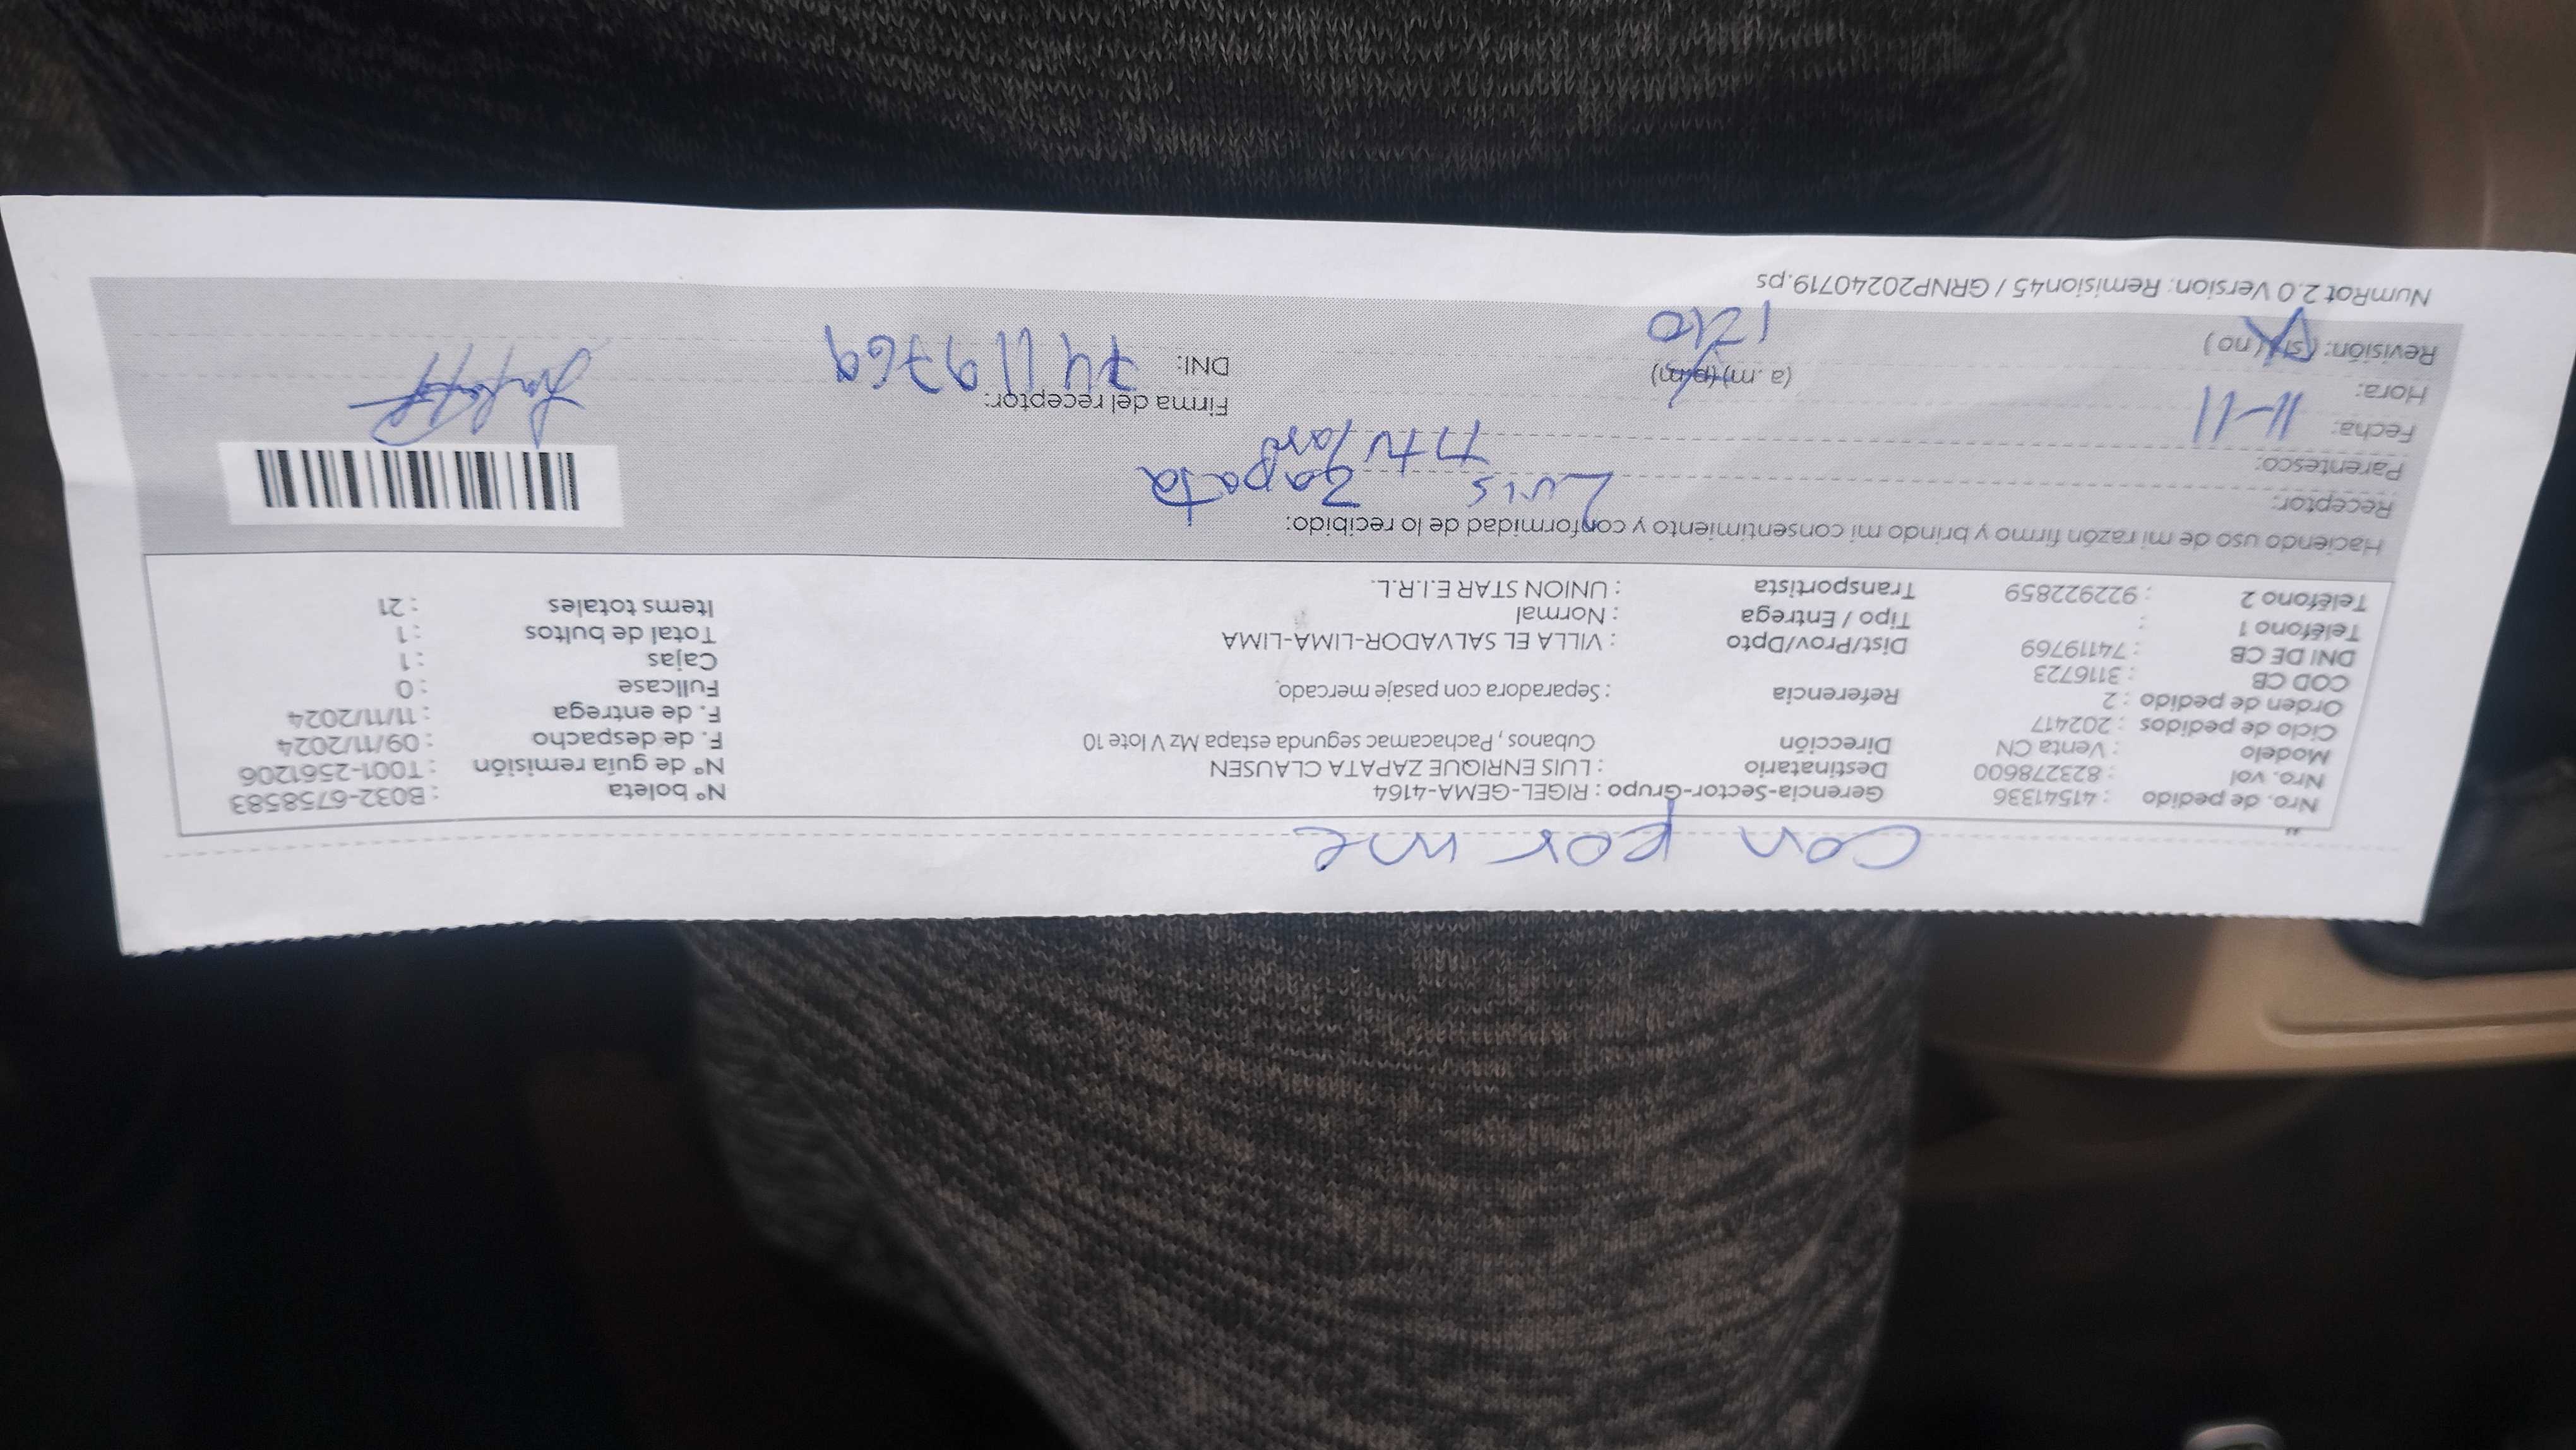 con por me
Nro. de pedido : 41541336
Nro. vol : 823278600
Modelo : Venta CN
Ciclo de pedidos : 202417
Orden de pedido : 2
COD CB : 3116723
DNI DE CB : 74119769
Teléfono 1 :
Teléfono 2 : 922922859
Gerencia-Sector-Grupo : RIGEL-GEMA-4164
Destinatario : LUIS ENRIQUE ZAPATA CLAUSEN
Dirección Cubanos , Pachacamac segunda estapa Mz V lote 10
Referencia : Separadora con pasaje mercado
Dist/Prov/Dpto : VILLA EL SALVADOR-LIMA-LIMA
Tipo / Entrega : Normal
Transportista : UNION STAR E.I.R.L.
N° boleta : B032-6758583
N° de guía remisión : T001-2561206
F. de despacho : 09/11/2024
F. de entrega : 11/11/2024
Fullcase : 0
Cajas : 1
Total de bultos : 1
Items totales : 21
Haciendo uso de mi razón firmo y brindo mi consentimiento y conformidad de lo recibido:
Receptor: Luis Zapata
Parentesco: Titular
Fecha: 11-11
Hora: (a. m) (p.m)
Revisión: (si) (no)
Firma del receptor:
DNI: 74119769
NumRot 2.0 Version: Remision45 / GRNP20240719.ps